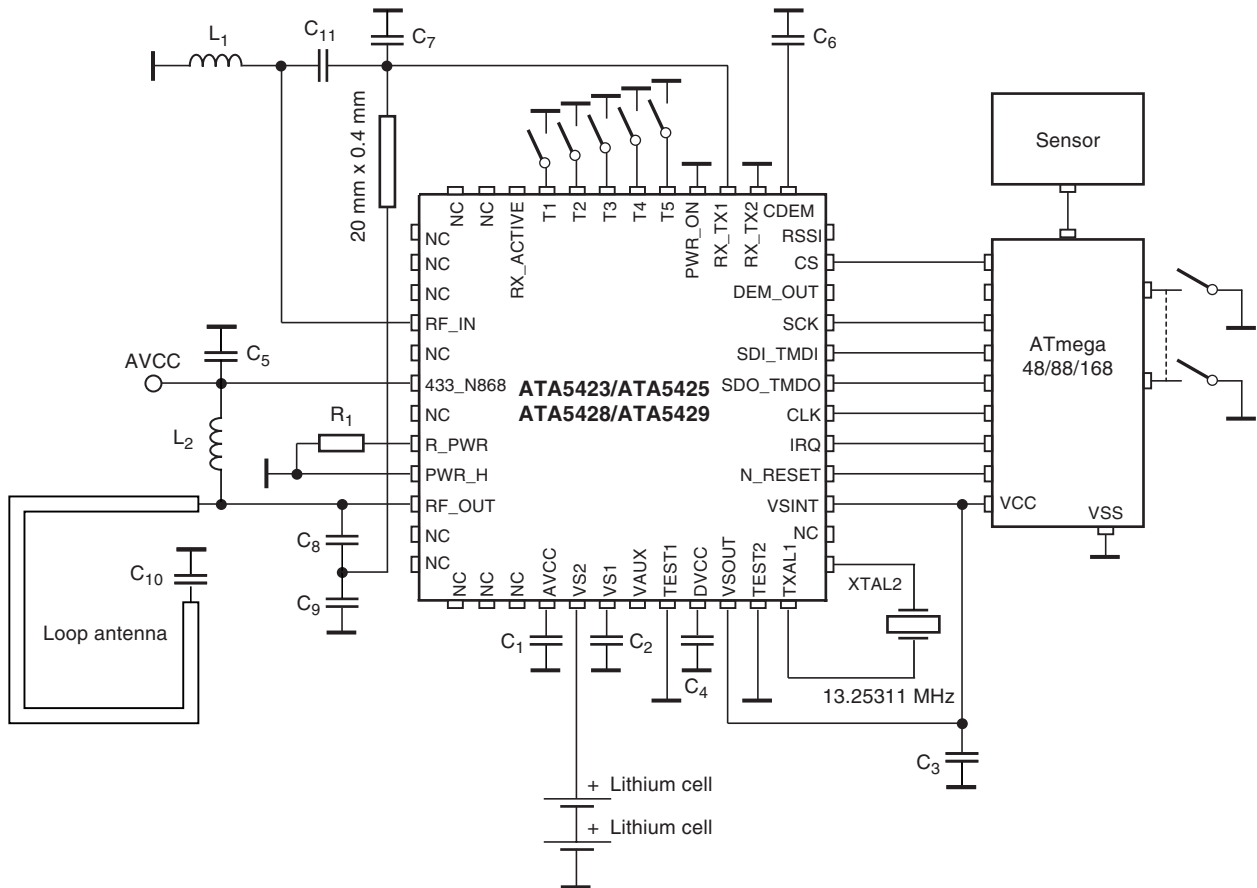 L1
C11
C7
C6
20 mm x 0.4 mm
Sensor
NC
NC
RX_ACTIVE
T1
T2
T3
T4
T5
PWR_ON
RX_TX1
RX_TX2
CDEM
NC
NC
NC
RF_IN
NC
433_N868
NC
R_PWR
PWR_H
RF_OUT
NC
NC
RSSI
CS
DEM_OUT
SCK
SDI_TMDI
SDO_TMDO
CLK
IRQ
N_RESET
VSINT
NC
XTAL2
ATA5423/ATA5425
ATA5428/ATA5429
ATmega
48/88/168
VCC
VSS
AVCC
C5
L2
R1
C8
C9
C10
Loop antenna
NC
NC
NC
AVCC
VS2
VS1
VAUX
TEST1
DVCC
VSOUT
TEST2
TXAL1
C1
C2
C4
13.25311 MHz
C3
+ Lithium cell
+ Lithium cell